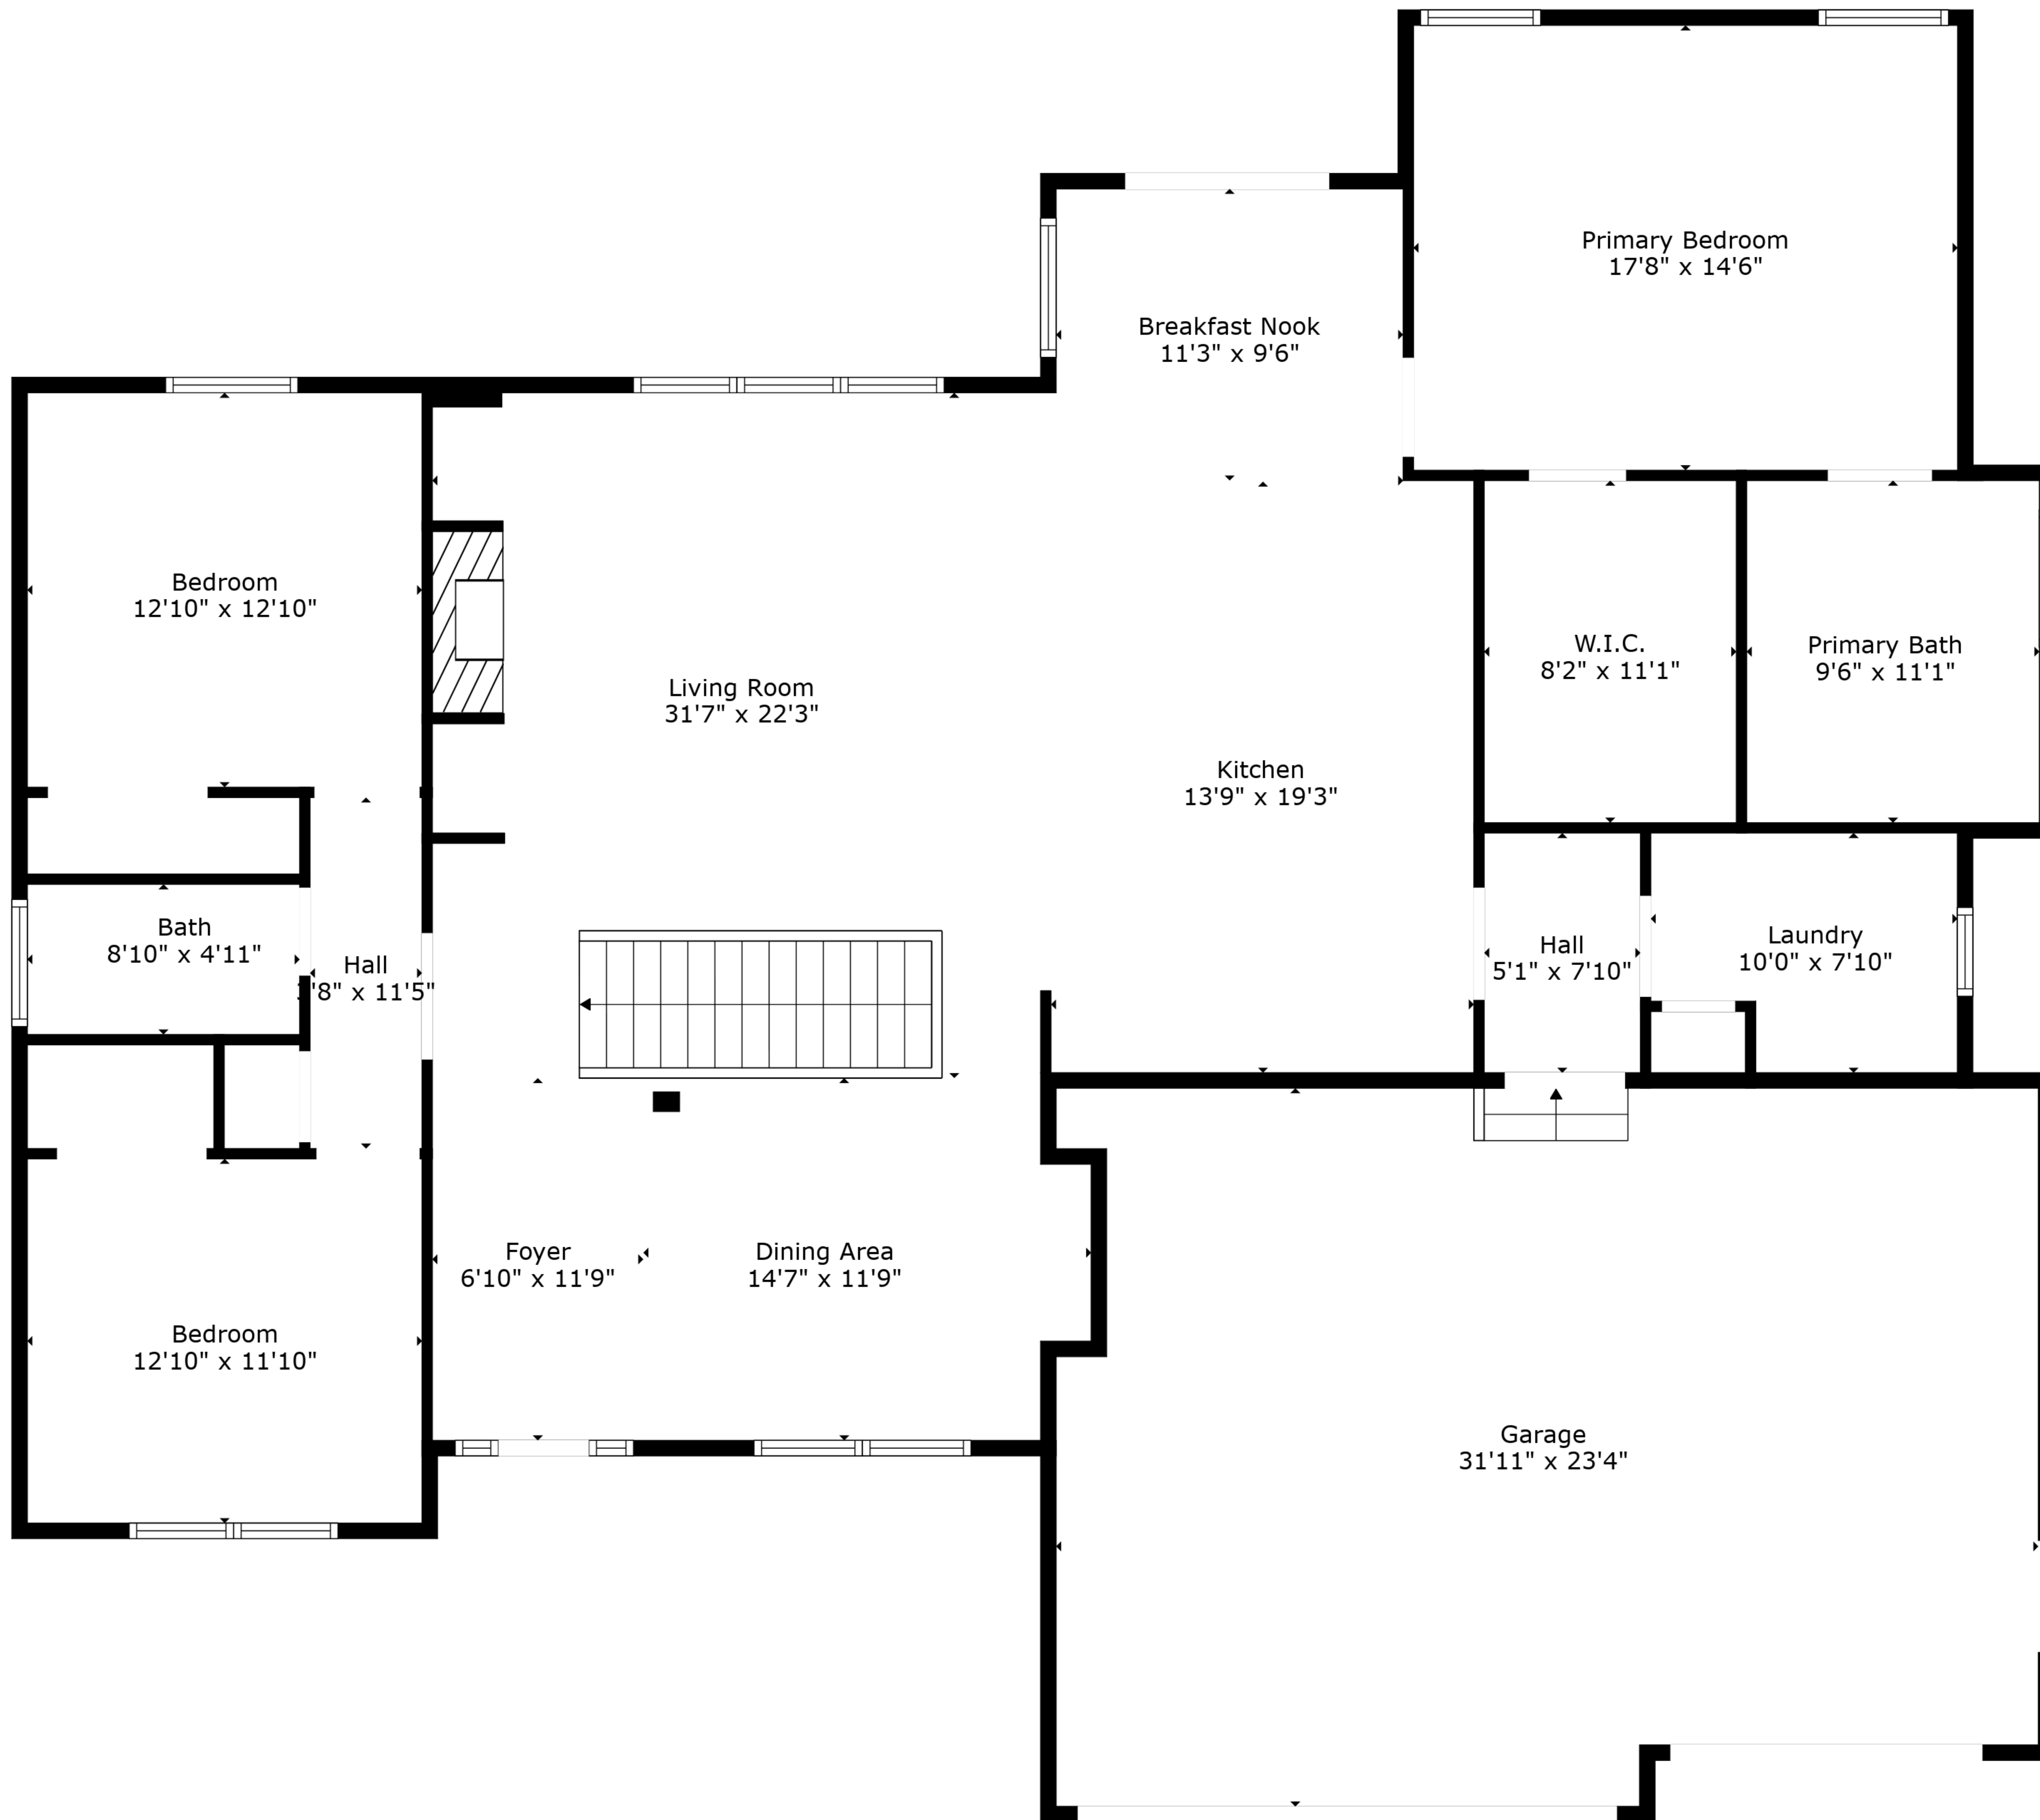 Primary Bedroom
17'8" x 14'6"
Breakfast Nook
11'3" x 9'6"
Bedroom
12'10" x 12'10"
W.I.C.
8'2" x 11'1"
Primary Bath
9'6" x 11'1"
Living Room
31'7" x 22'3"
Kitchen
13'9" x 19'3"
Bath
8'10" x 4'11"
Hall
'8" x 11'5"
Hall
5'1" x 7'10"
Laundry
10'0" x 7'10"
Foyer
6'10" x 11'9"
Dining Area
14'7" x 11'9"
Bedroom
12'10" x 11'10"
Garage
31'11" x 23'4"